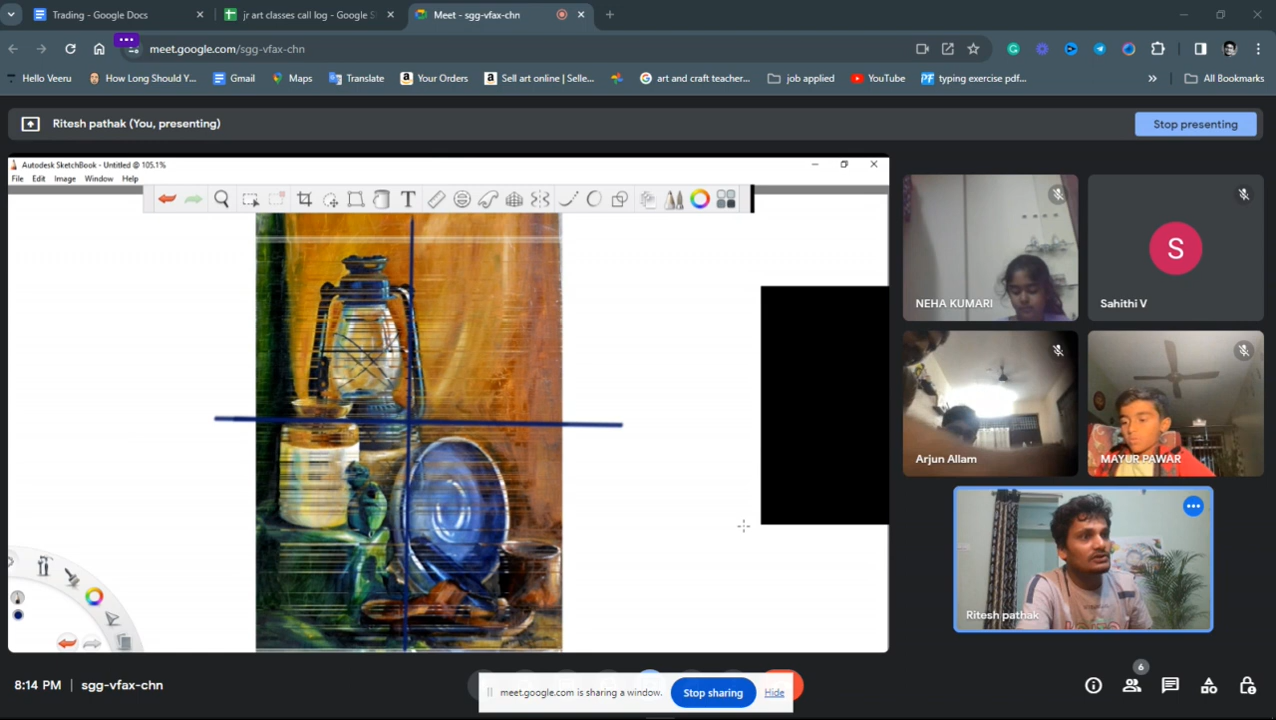 Trading - Google Docs
jr art classes call log - Google S
Meet - sgg-vfax-chn
meet.google.com/sgg-vfax-chn
Hello Veeru
How Long Should Y...
Gmail
Maps
Translate
Your Orders
Sell art online | Selle...
art and craft teacher...
job applied
YouTube
typing exercise pdf...
All Bookmarks
Ritesh pathak (You, presenting)
Stop presenting
Autodesk SketchBook - Untitled @ 105.1%
File Edit Image Window Help
T
NEHA KUMARI
S
Sahithi V
Arjun Allam
MAYUR PAWAR
Ritesh pathak
8:14 PM | sgg-vfax-chn
meet.google.com is sharing a window.
Stop sharing
Hide
6